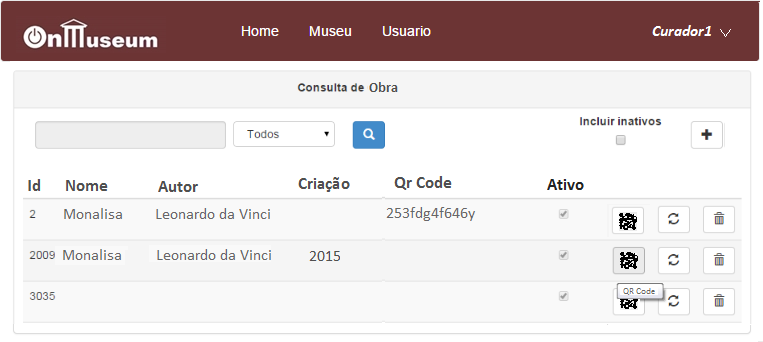 OnMuseum Home Museu Usuario Curador1
Consulta de Obra
Todos
Incluir inativos
Id Nome Autor Criação Qr Code Ativo
2 Monalisa Leonardo da Vinci 253fdg4f646y
2009 Monalisa Leonardo da Vinci 2015
QR Code
3035